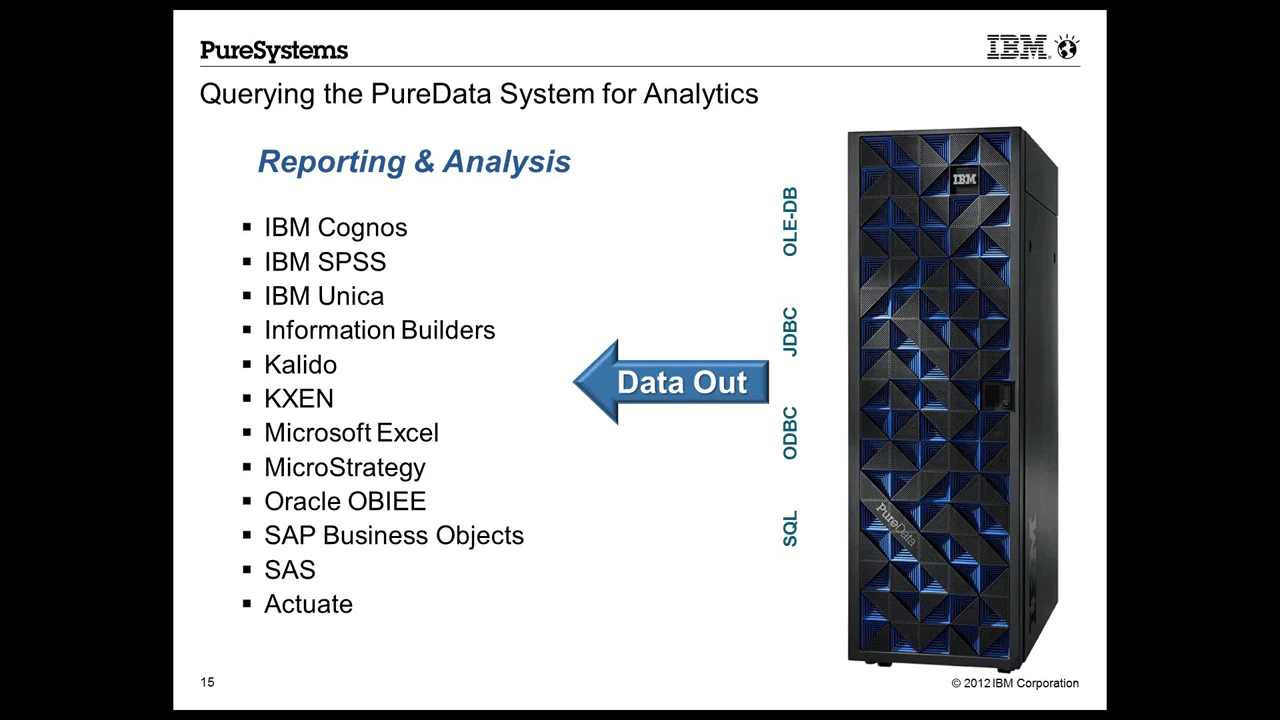 PureSystems
IBM
Querying the PureData System for Analytics
Reporting & Analysis
▪ IBM Cognos
▪ IBM SPSS
▪ IBM Unica
▪ Information Builders
▪ Kalido
▪ KXEN
▪ Microsoft Excel
▪ MicroStrategy
▪ Oracle OBIEE
▪ SAP Business Objects
▪ SAS
▪ Actuate
Data Out
OLE-DB
JDBC
ODBC
SQL
IBM
PureData
IBM
15
© 2012 IBM Corporation